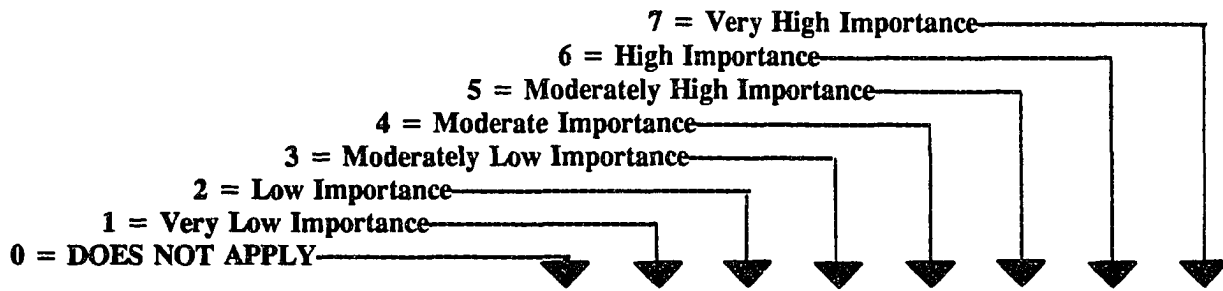 7 = Very High Importance
6 = High Importance
5 = Moderately High Importance
4 = Moderate Importance
3 = Moderately Low Importance
2 = Low Importance
1 = Very Low Importance
0 = DOES NOT APPLY